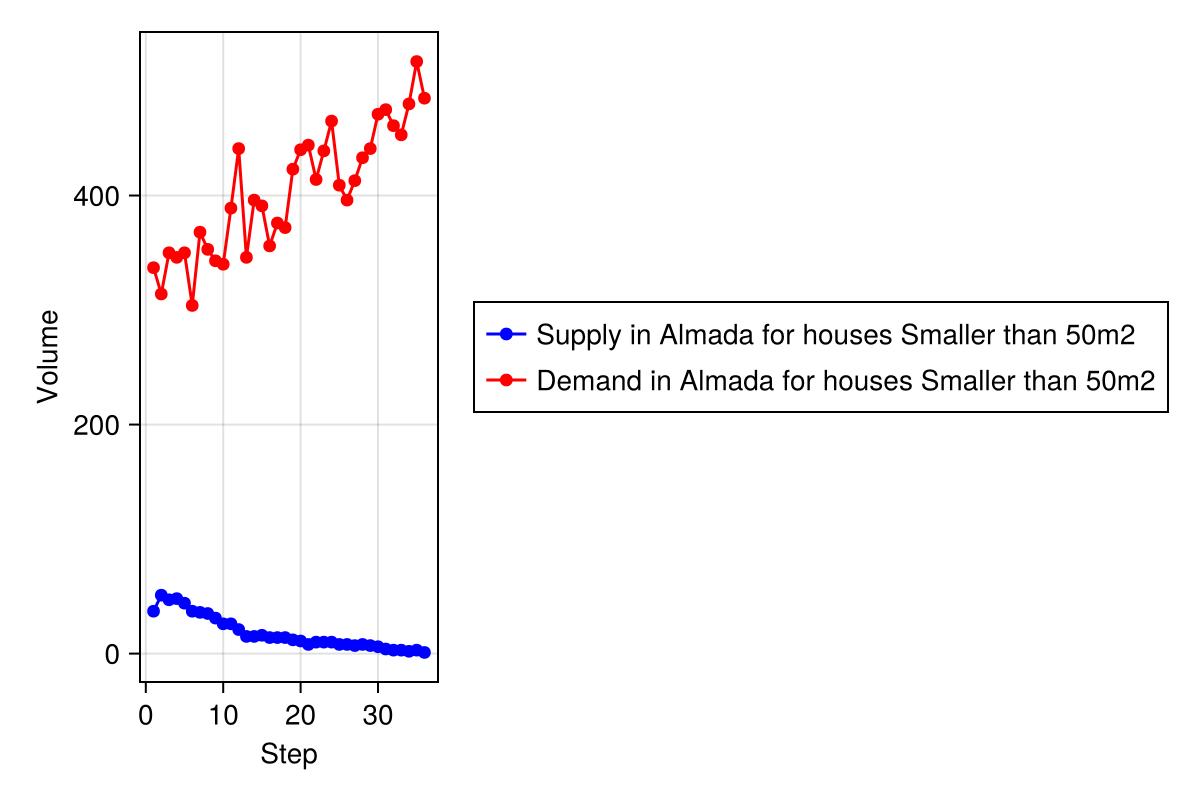 Volume
400
200
0
0 10 20 30
Step
Supply in Almada for houses Smaller than 50m2
Demand in Almada for houses Smaller than 50m2